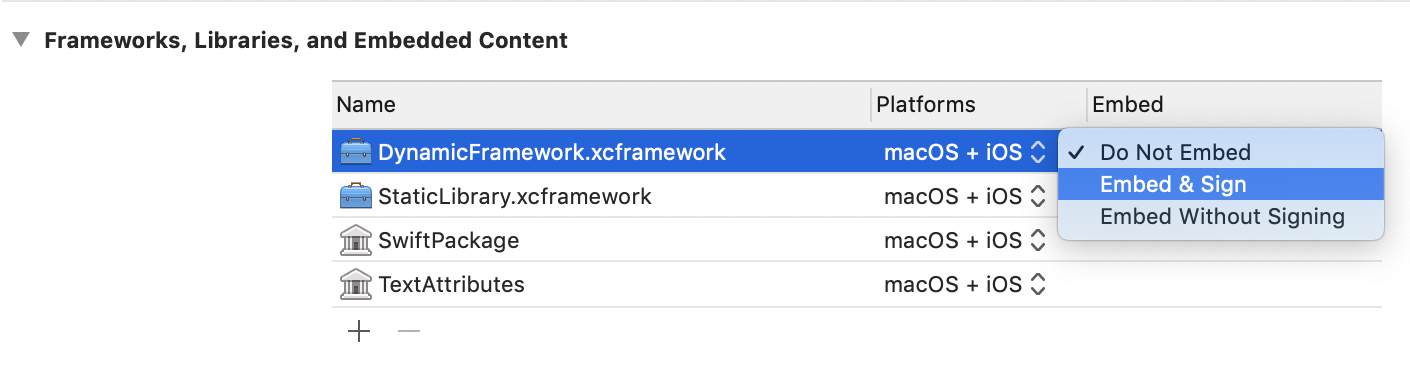 Frameworks, Libraries, and Embedded Content
Name Platforms Embed
DynamicFramework.xcframework macOS + iOS Do Not Embed
Embed & Sign
StaticLibrary.xcframework macOS + iOS
Embed Without Signing
SwiftPackage macOS + iOS
TextAttributes macOS + iOS